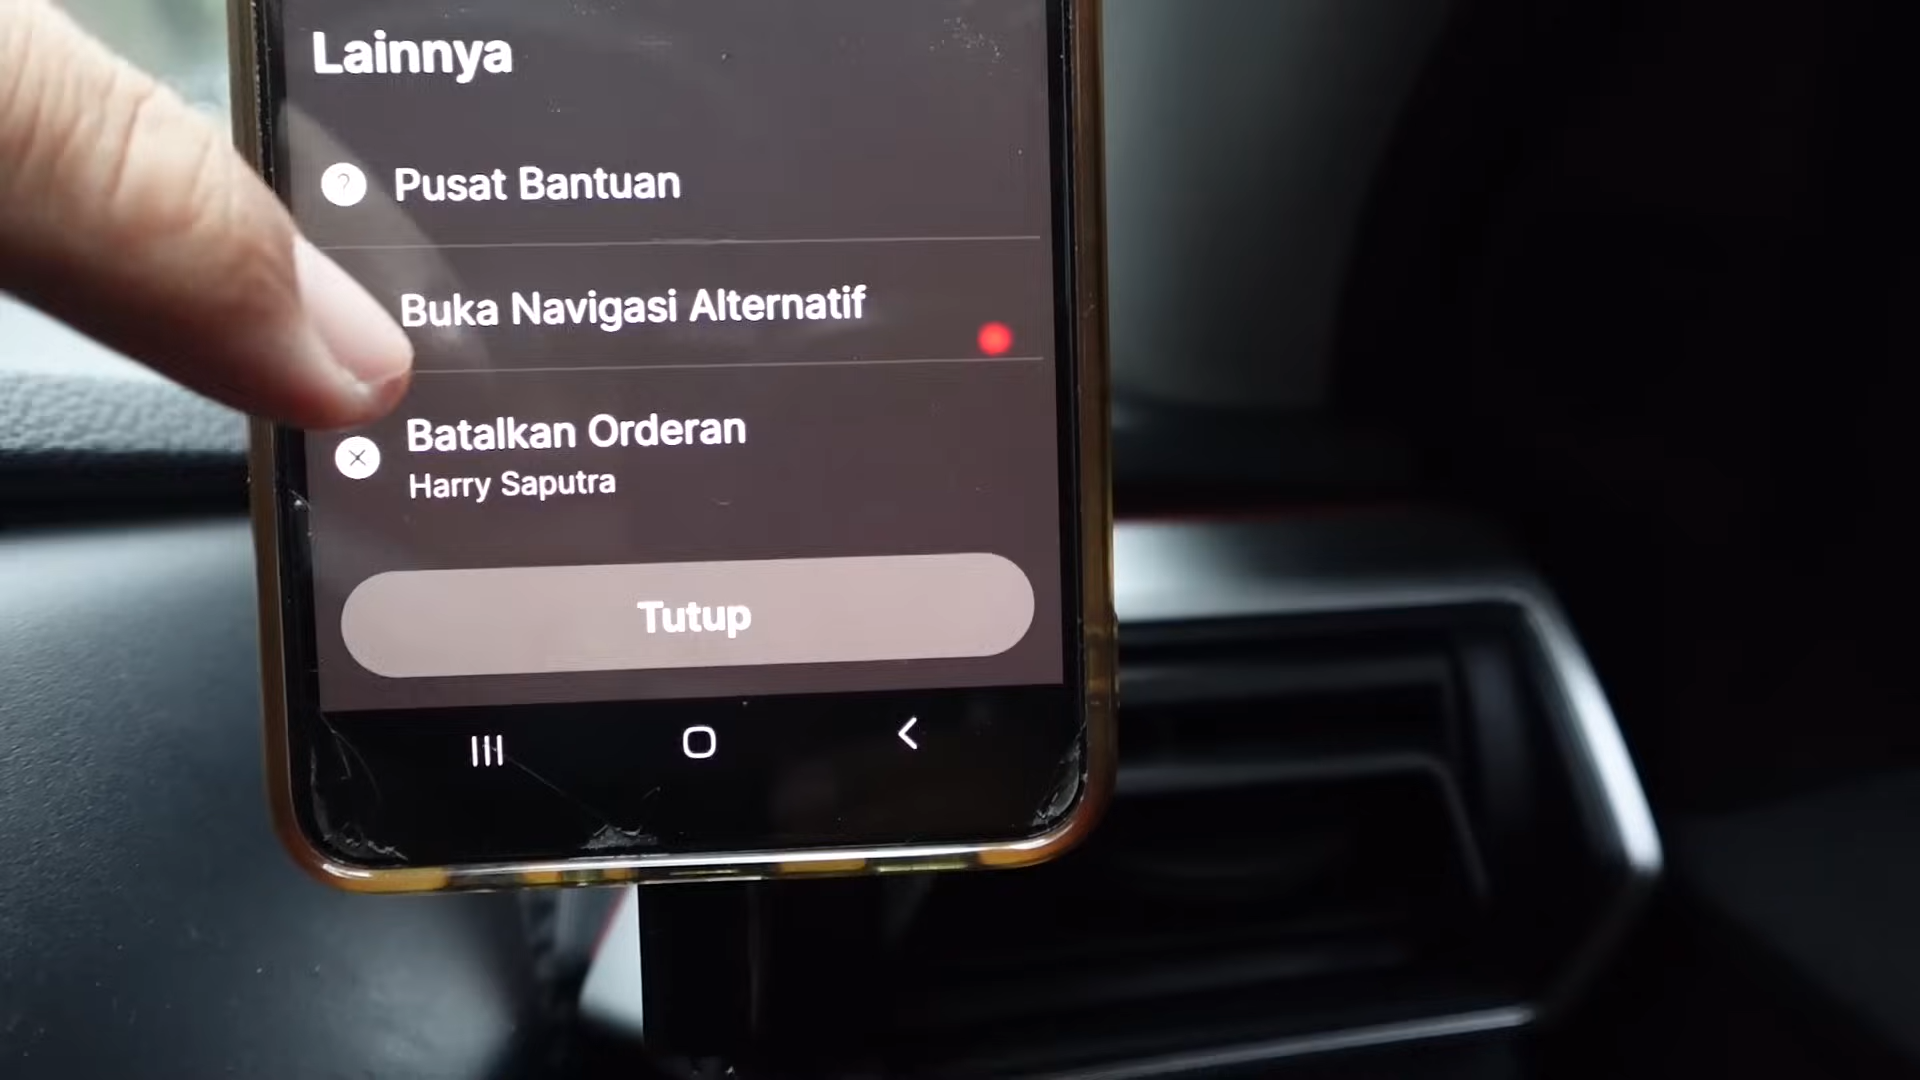 Lainnya
Pusat Bantuan
Buka Navigasi Alternatif
Batalkan Orderan
Harry Saputra
Tutup